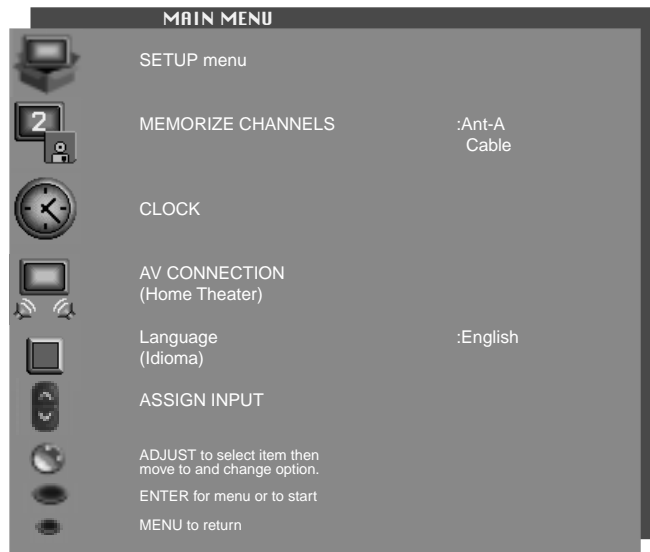 MAIN MENU
SETUP menu
2
MEMORIZE CHANNELS :Ant-A
Cable
CLOCK
AV CONNECTION
(Home Theater)
Language :English
(Idioma)
ASSIGN INPUT
ADJUST to select item then
move to and change option.
ENTER for menu or to start
MENU to return